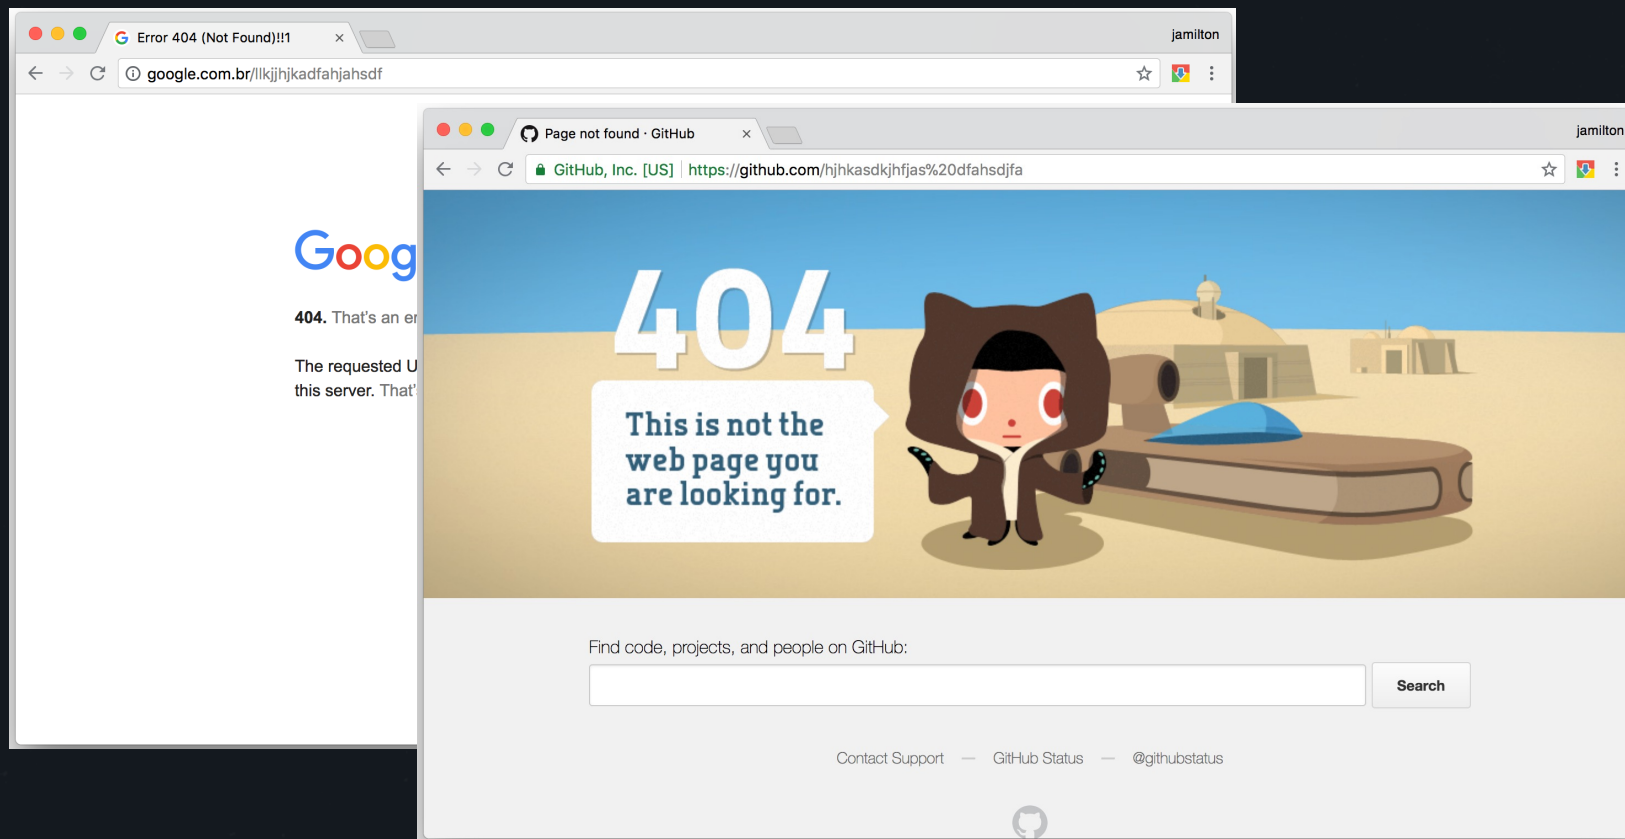 Error 404 (Not Found)!!1
jamilton
google.com.br/llkjjhjkadfahjahsdf
Goog
404. That's an er
The requested U
this server. That'
Page not found · GitHub
jamilton
GitHub, Inc. [US] https://github.com/hjhkasdkjhfjas%20dfahsdjfa
404
This is not the
web page you
are looking for.
Find code, projects, and people on GitHub:
Search
Contact Support — GitHub Status — @githubstatus